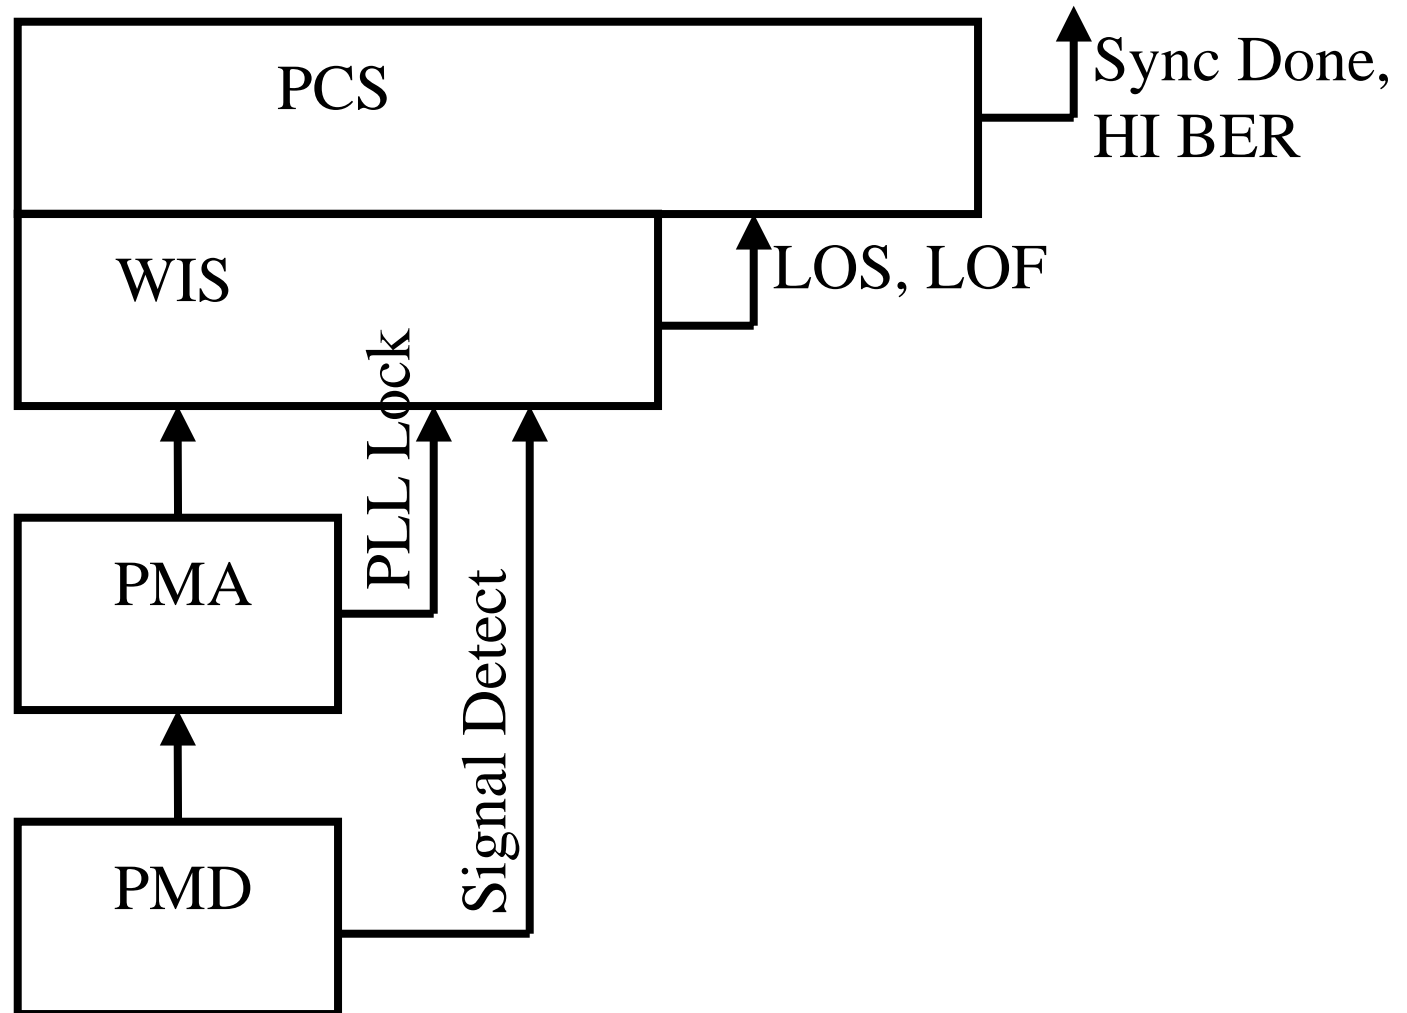 PCS
Sync Done,
HI BER
WIS
LOS, LOF
PLL Lock
PMA
Signal Detect
PMD